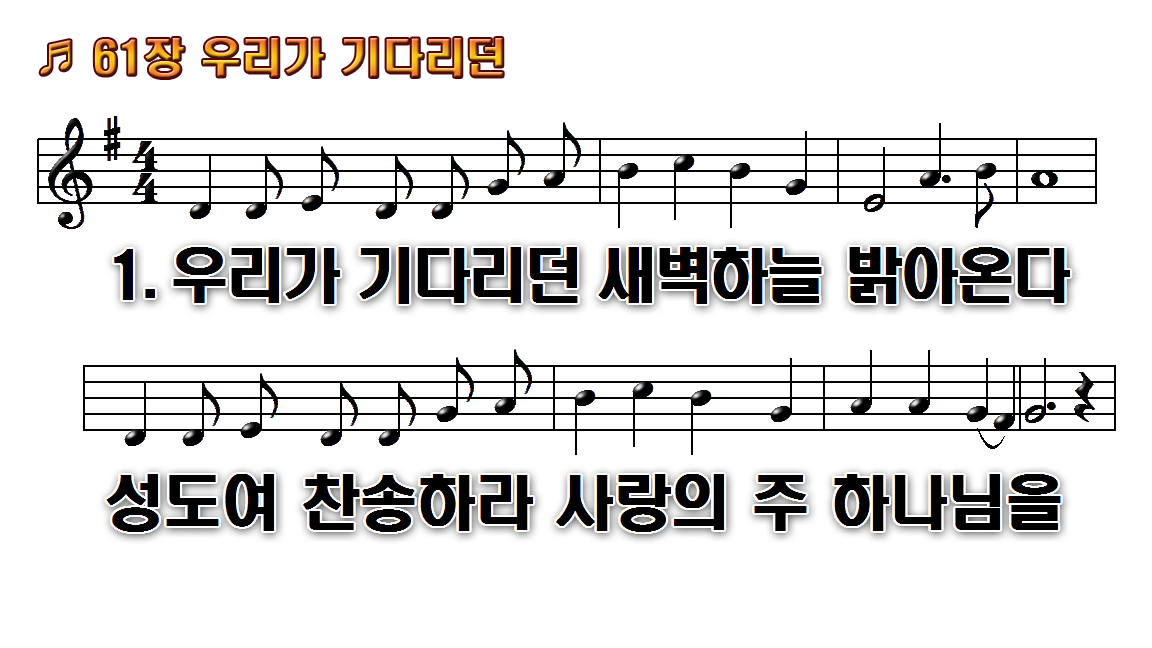 ♬ 61장 우리가 기다리던
4
4
1. 우리가 기다리던 새벽하늘 밝아온다
성도여 찬송하라 사랑의 주 하나님을